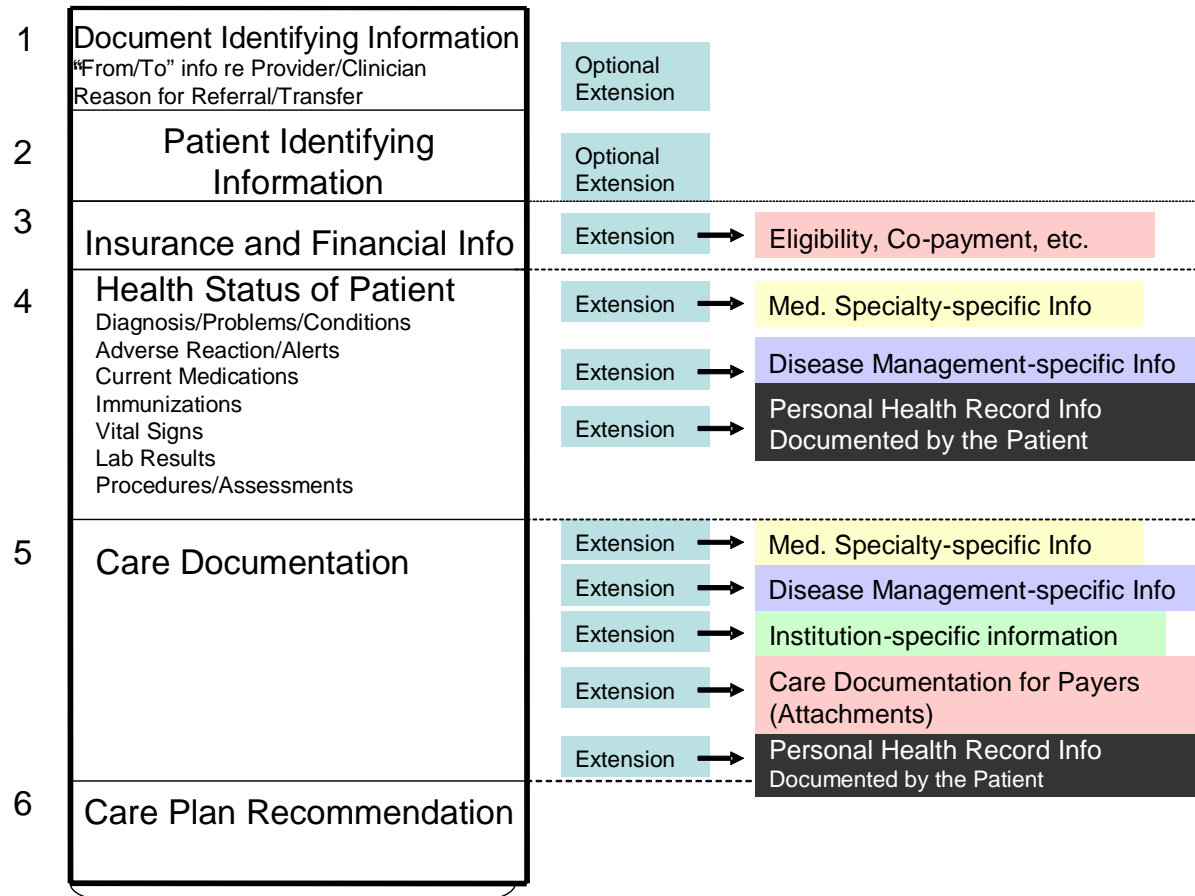 1
Document Identifying Information
“From/To” info re Provider/Clinician
Reason for Referral/Transfer
Optional
Extension
2
Patient Identifying
Information
Optional
Extension
3
Insurance and Financial Info
Extension
Eligibility, Co-payment, etc.
4
Health Status of Patient
Diagnosis/Problems/Conditions
Adverse Reaction/Alerts
Current Medications
Immunizations
Vital Signs
Lab Results
Procedures/Assessments
Extension
Med. Specialty-specific Info
Extension
Disease Management-specific Info
Extension
Personal Health Record Info
Documented by the Patient
5
Care Documentation
Extension
Med. Specialty-specific Info
Extension
Disease Management-specific Info
Extension
Institution-specific information
Extension
Care Documentation for Payers
(Attachments)
Extension
Personal Health Record Info
Documented by the Patient
6
Care Plan Recommendation